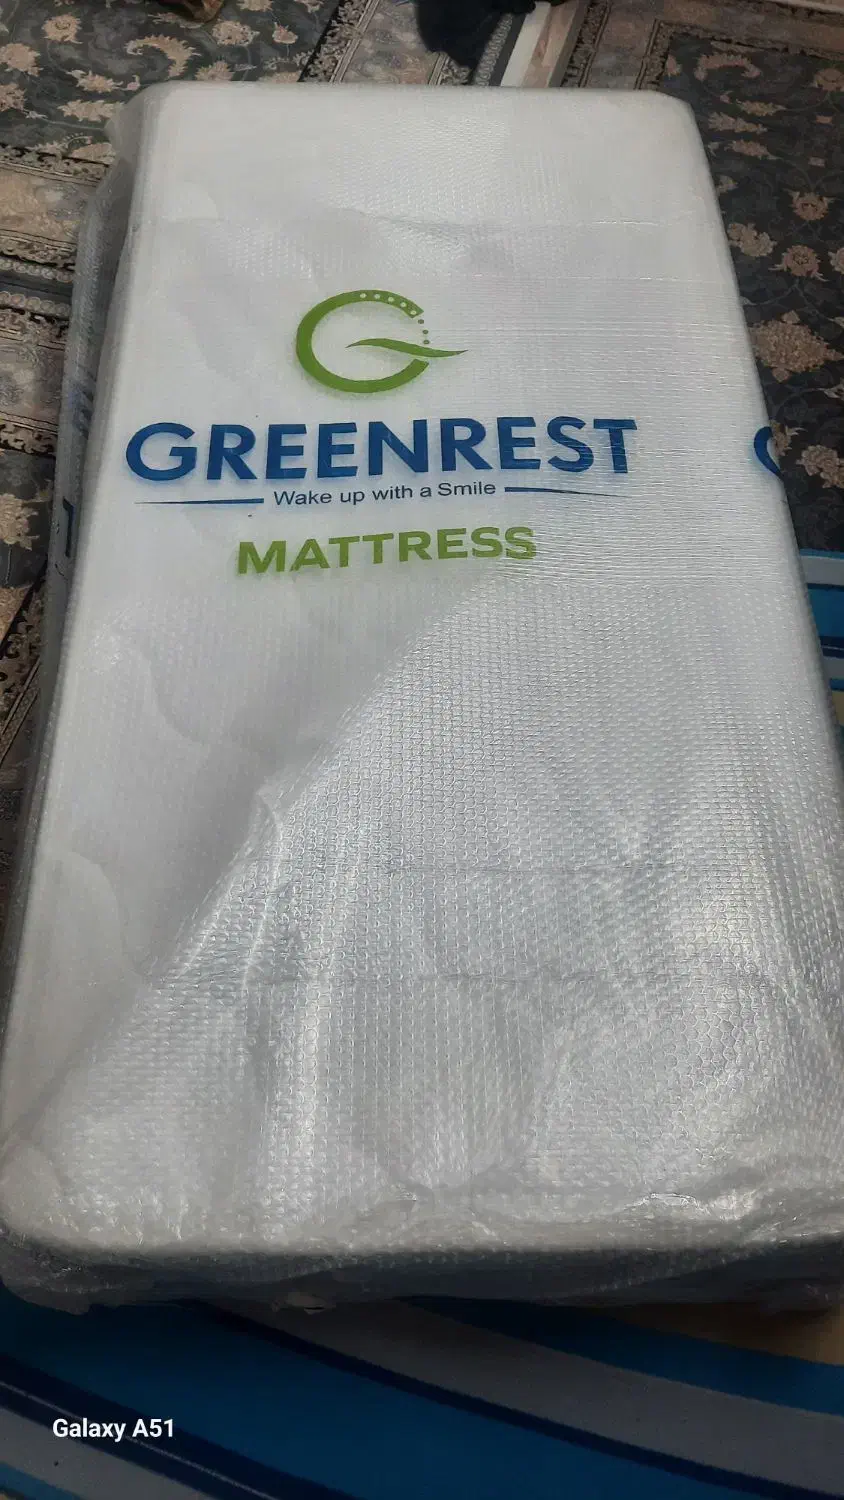 GREENREST
Wake up with a Smile
MATTRESS
Galaxy A51